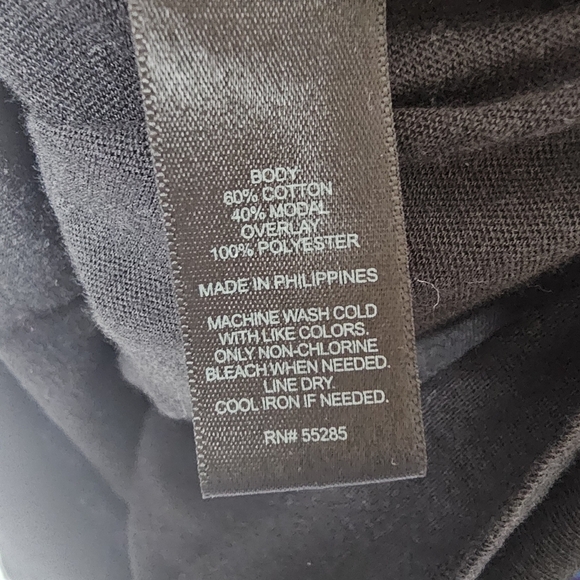 BODY
60% COTTON
40% MODAL
OVERLAY
100% POLYESTER
MADE IN PHILIPPINES
MACHINE WASH COLD
WITH LIKE COLORS.
ONLY NON-CHLORINE
BLEACH WHEN NEEDED.
LINE DRY.
COOL IRON IF NEEDED.
RN# 55285